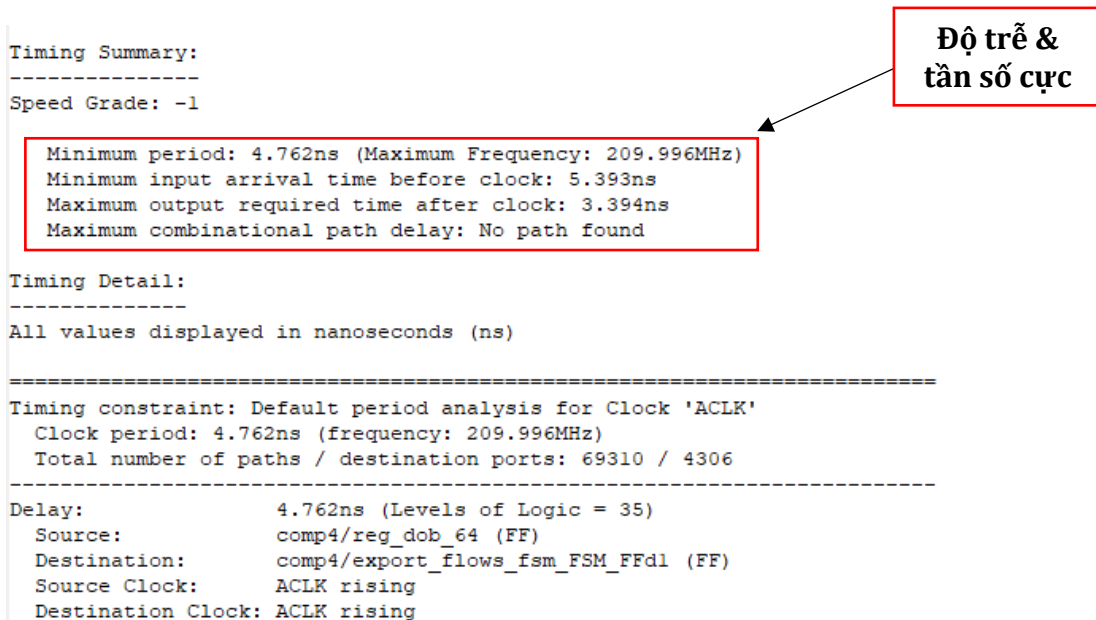 Độ trễ &
tần số cực
Timing Summary:
---------------
Speed Grade: -1
Minimum period: 4.762ns (Maximum Frequency: 209.996MHz)
Minimum input arrival time before clock: 5.393ns
Maximum output required time after clock: 3.394ns
Maximum combinational path delay: No path found
Timing Detail:
--------------
All values displayed in nanoseconds (ns)
=========================================================================
Timing constraint: Default period analysis for Clock 'ACLK'
Clock period: 4.762ns (frequency: 209.996MHz)
Total number of paths / destination ports: 69310 / 4306
-------------------------------------------------------------------------
Delay: 4.762ns (Levels of Logic = 35)
Source: comp4/reg_dob_64 (FF)
Destination: comp4/export_flows_fsm_FSM_FFd1 (FF)
Source Clock: ACLK rising
Destination Clock: ACLK rising